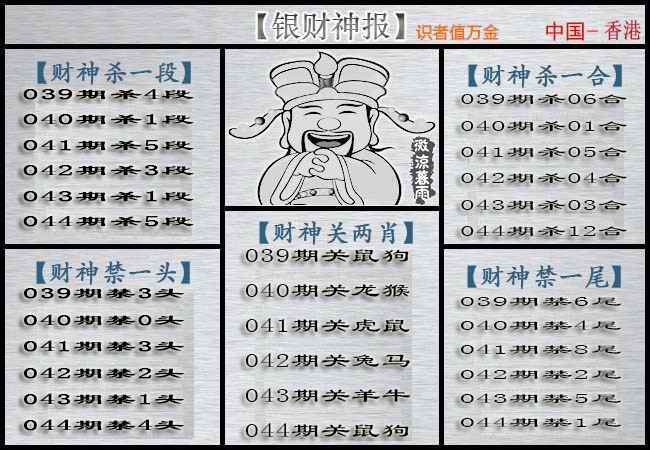 【银财神报】识者值万金 中国-香港
【财神杀一段】
039期杀4段
040期杀1段
041期杀5段
042期杀3段
043期杀1段
044期杀5段
微凉暮雨
【财神杀一合】
039期杀06合
040期杀01合
041期杀05合
042期杀04合
043期杀03合
044期杀12合
【财神禁一头】
039期禁3头
040期禁0头
041期禁3头
042期禁2头
043期禁1头
044期禁4头
【财神关两肖】
039期关鼠狗
040期关龙猴
041期关虎鼠
042期关兔马
043期关羊牛
044期关鼠狗
【财神禁一尾】
039期禁6尾
040期禁4尾
041期禁8尾
042期禁2尾
043期禁5尾
044期禁1尾